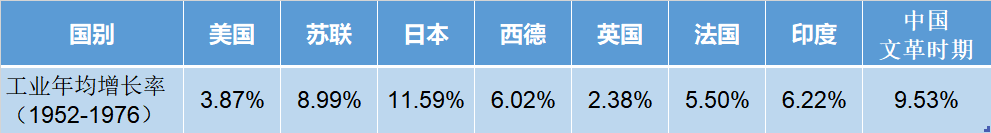 国别 美国 苏联 日本 西德 英国 法国 印度 中国
文革时期
工业年均增长率
（1952-1976） 3.87% 8.99% 11.59% 6.02% 2.38% 5.50% 6.22% 9.53%